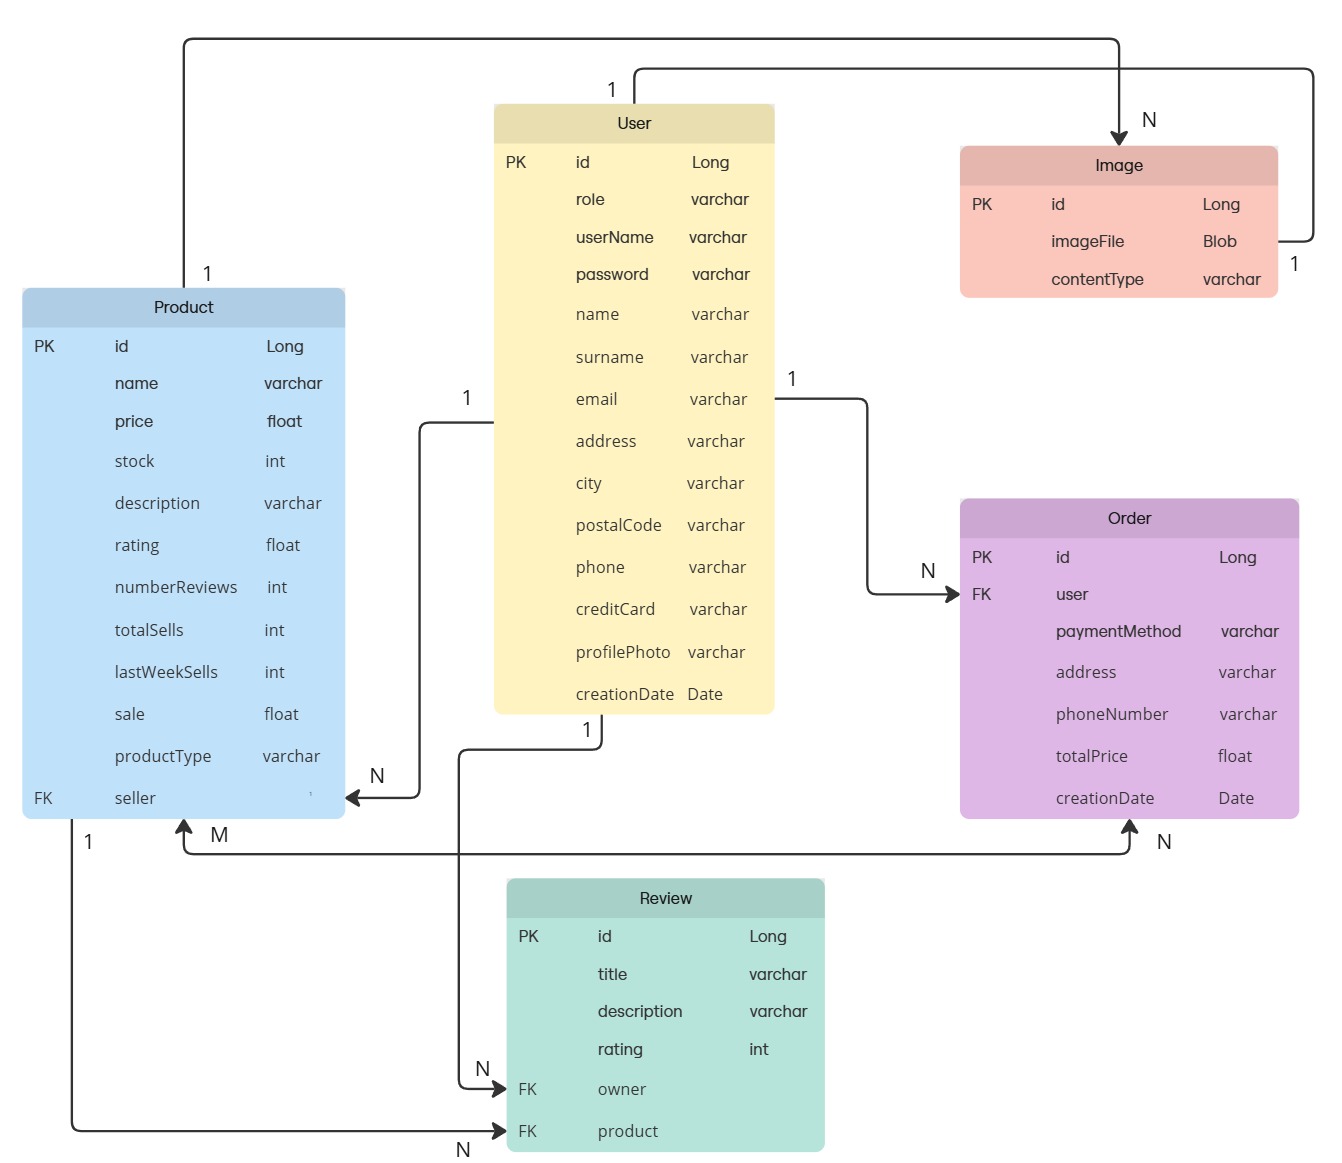 1
User
PK id Long
role varchar
userName varchar
password varchar
name varchar
surname varchar
email varchar
address varchar
city varchar
postalCode varchar
phone varchar
creditCard varchar
profilePhoto varchar
creationDate Date
1
1
1
N
Image
PK id Long
imageFile Blob
contentType varchar
1
1
Product
PK id Long
name varchar
price float
stock int
description varchar
rating float
numberReviews int
totalSells int
lastWeekSells int
sale float
productType varchar
FK seller
N
1
M
N
Order
PK id Long
FK user
paymentMethod varchar
address varchar
phoneNumber varchar
totalPrice float
creationDate Date
N
Review
PK id Long
title varchar
description varchar
rating int
FK owner
FK product
N
N